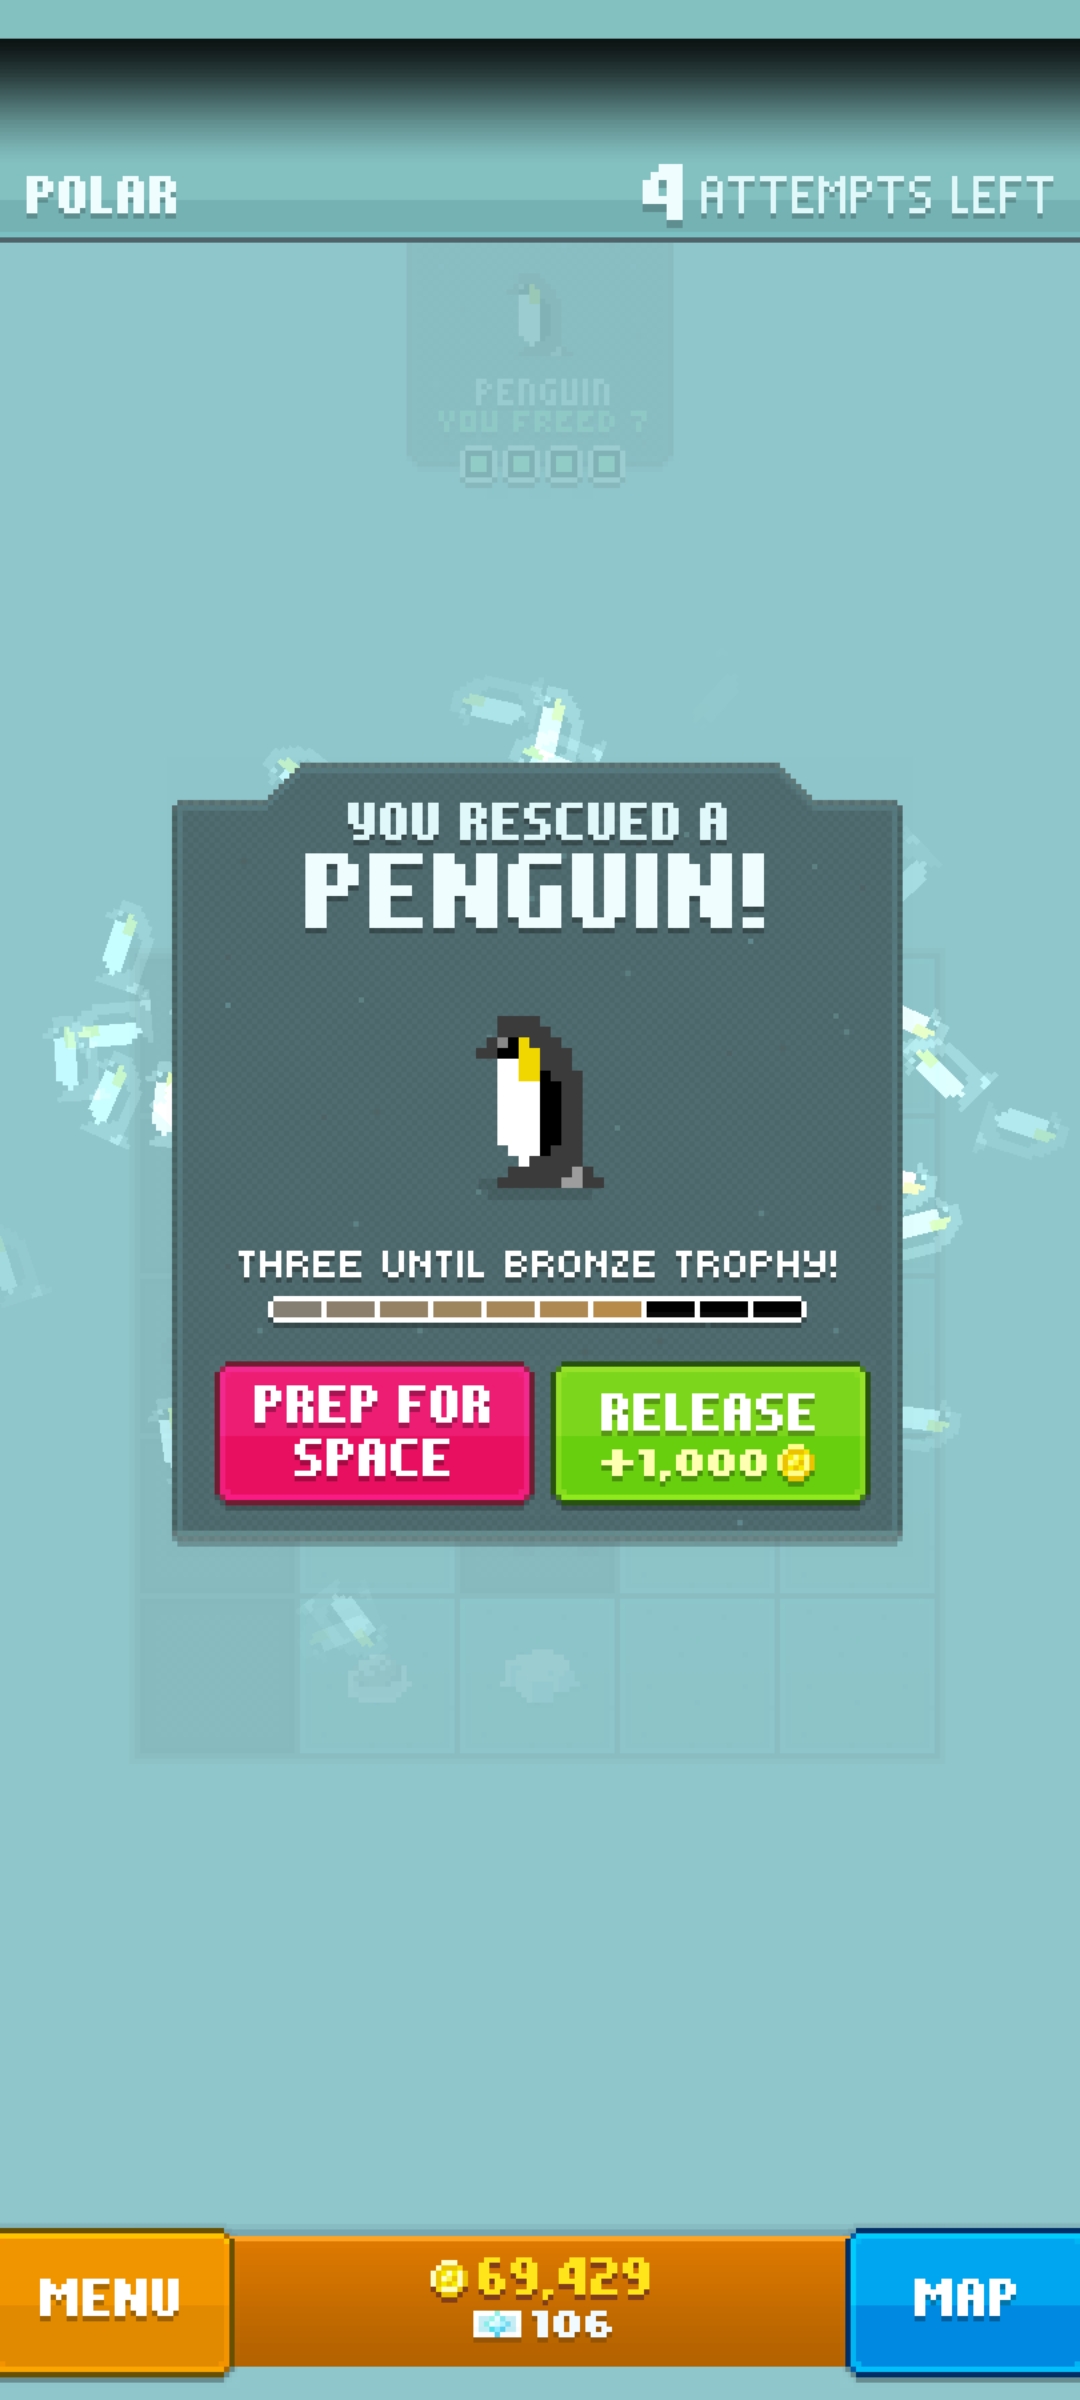 POLAR
4 ATTEMPTS LEFT
PENGUIN
YOU FREED 7
YOU RESCUED A
PENGUIN!
THREE UNTIL BRONZE TROPHY!
PREP FOR
SPACE
RELEASE
+1,000
MENU
69,429
106
MAP